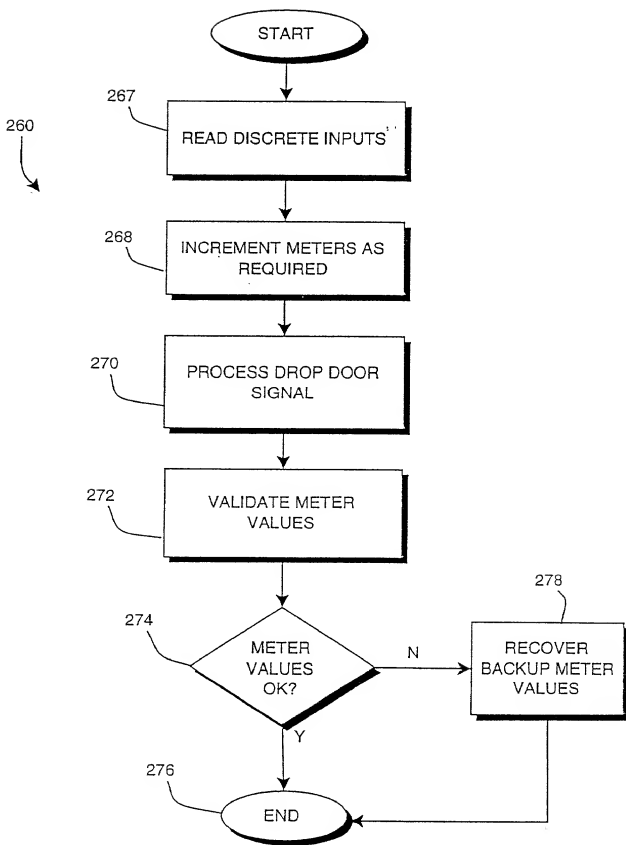 START
267
260
READ DISCRETE INPUTS
268
INCREMENT METERS AS
REQUIRED
270
PROCESS DROP DOOR
SIGNAL
272
VALIDATE METER
VALUES
274
METER
VALUES
OK?
N
278
RECOVER
BACKUP METER
VALUES
Y
276
END